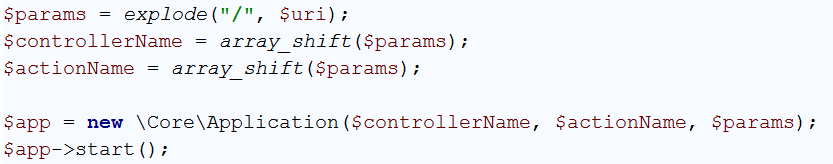 $params = explode("/", $uri);
$controllerName = array_shift($params);
$actionName = array_shift($params);
$app = new \Core\Application($controllerName, $actionName, $params);
$app->start();